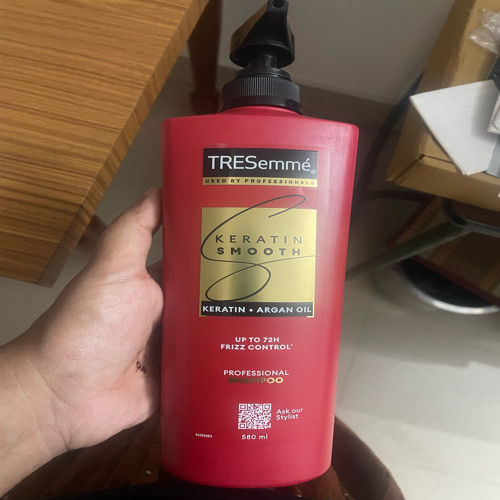 TRESemmé
USED BY PROFESSIONALS
KERATIN
SMOOTH
KERATIN + ARGAN OIL
UP TO 72H
FRIZZ CONTROL*
PROFESSIONAL
SHAMPOO
Ask our
Stylist
580 ml